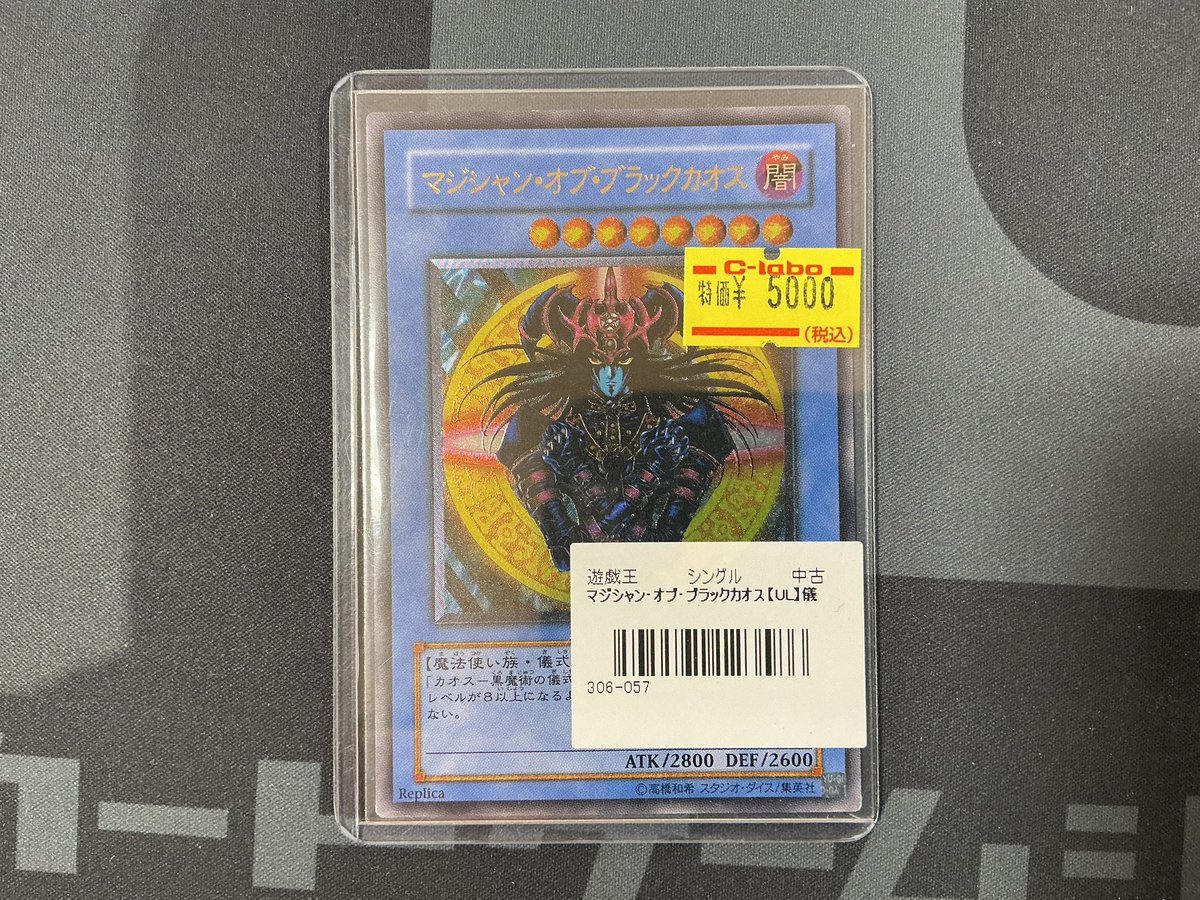 マジシャン・オブ・ブラックカオス
やみ
闇
C-labo
特価¥ 5000
(税込)
遊戯王 シングル 中古
マジシャン・オブ・ブラックカオス【UL】儀
306-057
【魔法使い族・儀式
「カオスー黒魔術の儀式
レベルが8以上になるよ
ない。
ATK/2800 DEF/2600
Replica
©高橋和希 スタジオ・ダイス/集英社